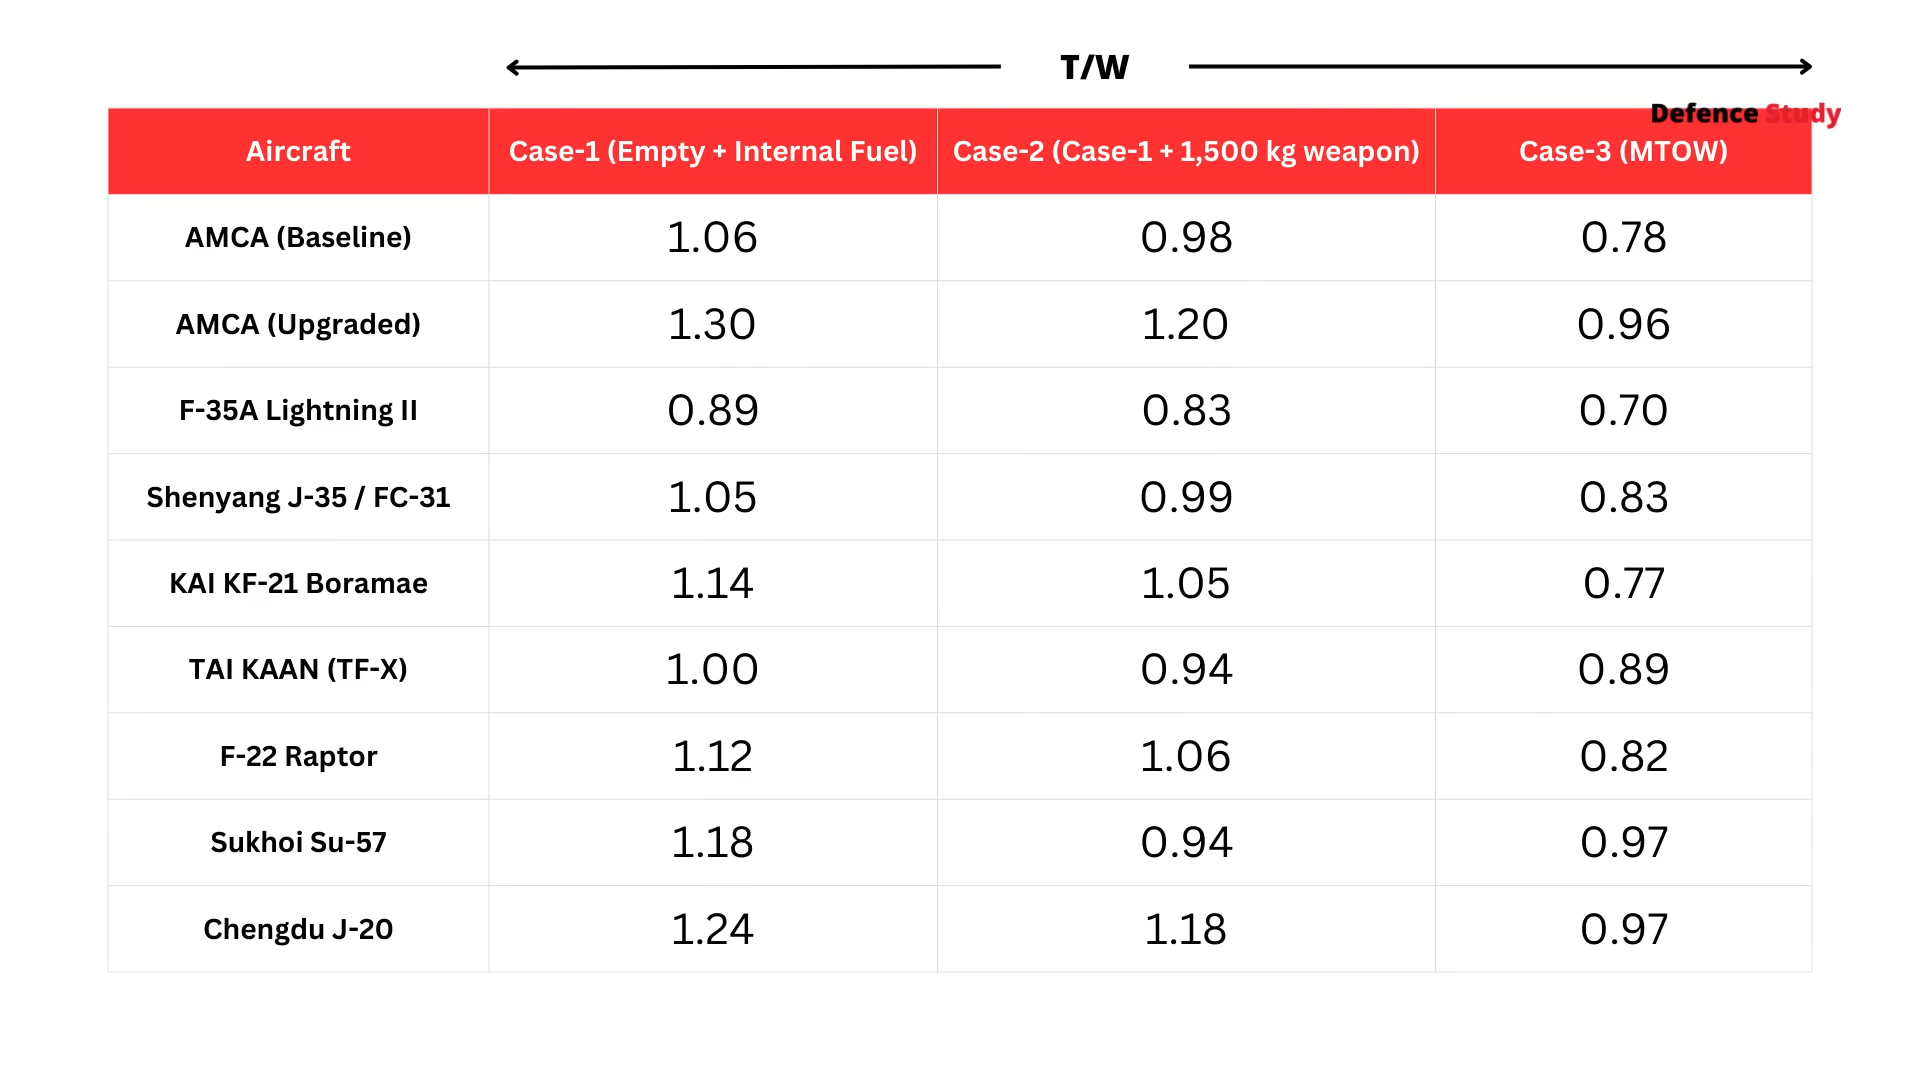 T/W
Defence Study
Aircraft Case-1 (Empty + Internal Fuel) Case-2 (Case-1 + 1,500 kg weapon) Case-3 (MTOW)
AMCA (Baseline) 1.06 0.98 0.78
AMCA (Upgraded) 1.30 1.20 0.96
F-35A Lightning II 0.89 0.83 0.70
Shenyang J-35 / FC-31 1.05 0.99 0.83
KAI KF-21 Boramae 1.14 1.05 0.77
TAI KAAN (TF-X) 1.00 0.94 0.89
F-22 Raptor 1.12 1.06 0.82
Sukhoi Su-57 1.18 0.94 0.97
Chengdu J-20 1.24 1.18 0.97